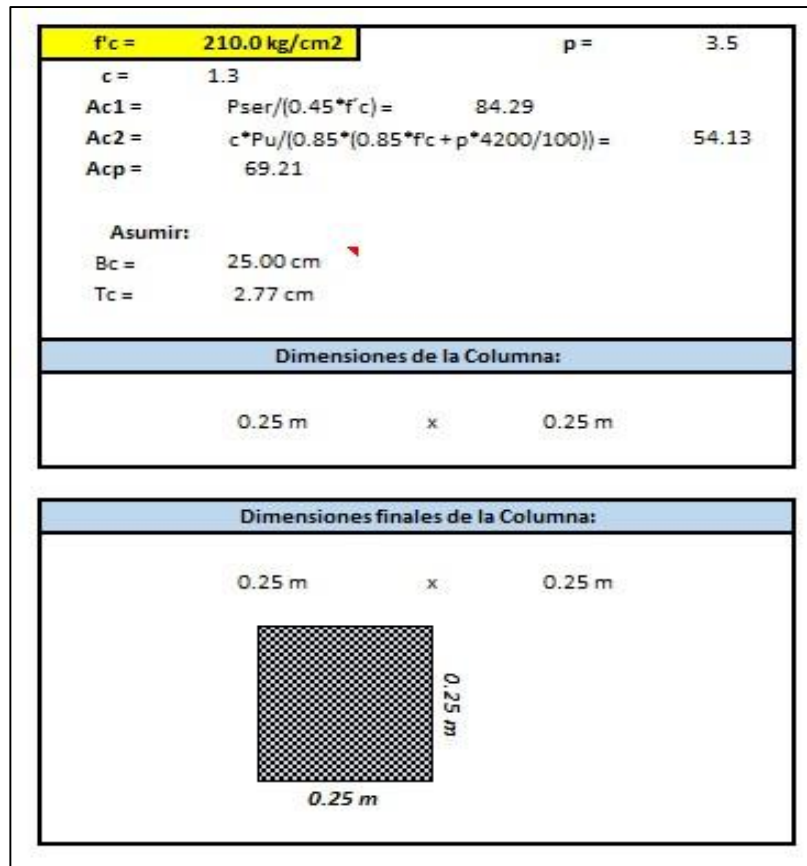 f'c = 210.0 kg/cm2 p = 3.5
c = 1.3
Ac1 = Pser/(0.45*f´c) = 84.29
Ac2 = c*Pu/(0.85*(0.85*f'c + p*4200/100)) = 54.13
Acp = 69.21
Asumir:
Bc = 25.00 cm
Tc = 2.77 cm
Dimensiones de la Columna:
0.25 m x 0.25 m
Dimensiones finales de la Columna:
0.25 m x 0.25 m
0.25 m
0.25 m